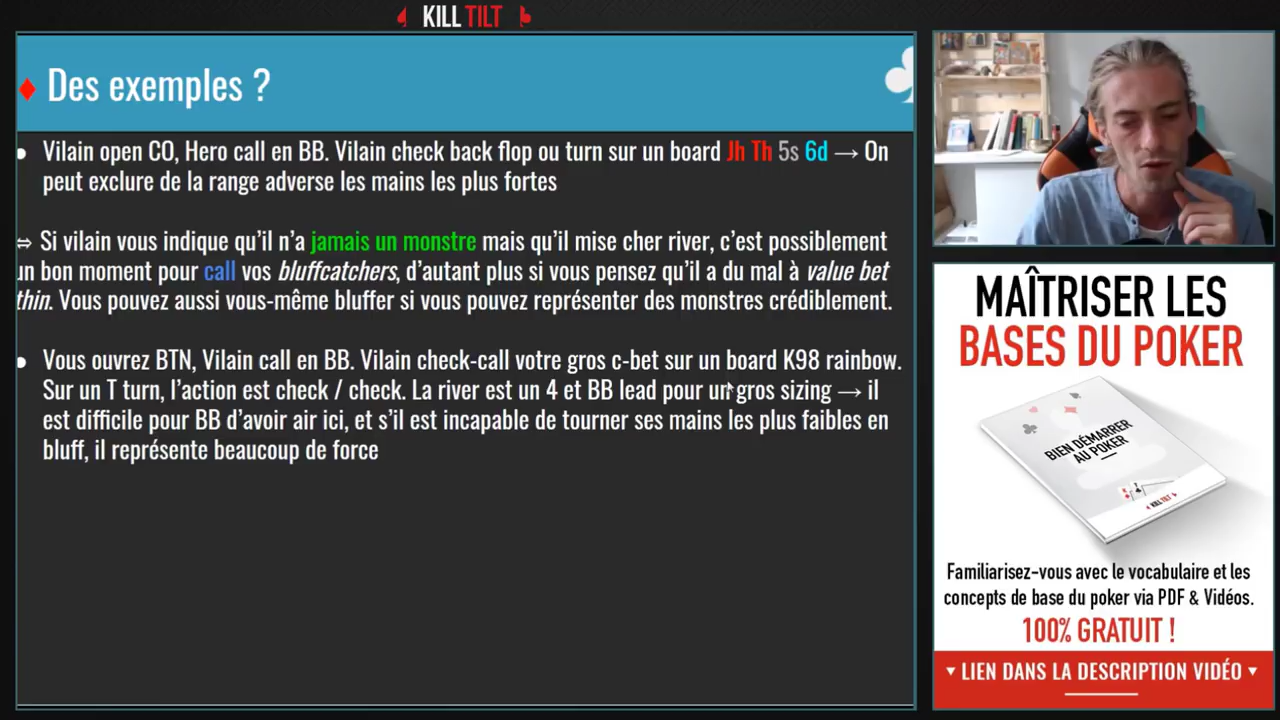 KILL TILT
Des exemples ?
Vilain open CO, Hero call en BB. Vilain check back flop ou turn sur un board Jh Th 5s 6d → On
peut exclure de la range adverse les mains les plus fortes
⇔ Si vilain vous indique qu'il n'a jamais un monstre mais qu'il mise cher river, c'est possiblement
un bon moment pour call vos bluffcatchers, d'autant plus si vous pensez qu'il a du mal à value bet
thin. Vous pouvez aussi vous-même bluffer si vous pouvez représenter des monstres crédiblement.
Vous ouvrez BTN, Vilain call en BB. Vilain check-call votre gros c-bet sur un board K98 rainbow.
Sur un T turn, l'action est check / check. La river est un 4 et BB lead pour un gros sizing → il
est difficile pour BB d'avoir air ici, et s'il est incapable de tourner ses mains les plus faibles en
bluff, il représente beaucoup de force
MAÎTRISER LES
BASES DU POKER
BIEN DÉMARRER
AU POKER
KILL TILT
Familiarisez-vous avec le vocabulaire et les
concepts de base du poker via PDF & Vidéos.
100% GRATUIT !
▼ LIEN DANS LA DESCRIPTION VIDÉO ▼